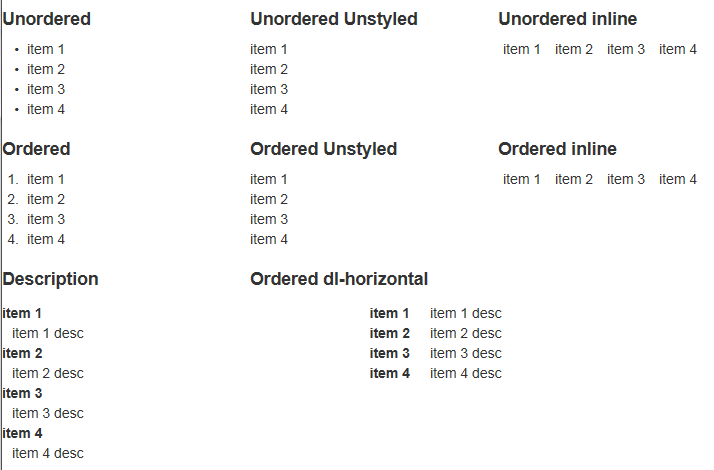 Unordered
• item 1
• item 2
• item 3
• item 4
Unordered Unstyled
item 1
item 2
item 3
item 4
Unordered inline
item 1 item 2 item 3 item 4
Ordered
1. item 1
2. item 2
3. item 3
4. item 4
Ordered Unstyled
item 1
item 2
item 3
item 4
Ordered inline
item 1 item 2 item 3 item 4
Description
item 1
item 1 desc
item 2
item 2 desc
item 3
item 3 desc
item 4
item 4 desc
Ordered dl-horizontal
item 1 item 1 desc
item 2 item 2 desc
item 3 item 3 desc
item 4 item 4 desc